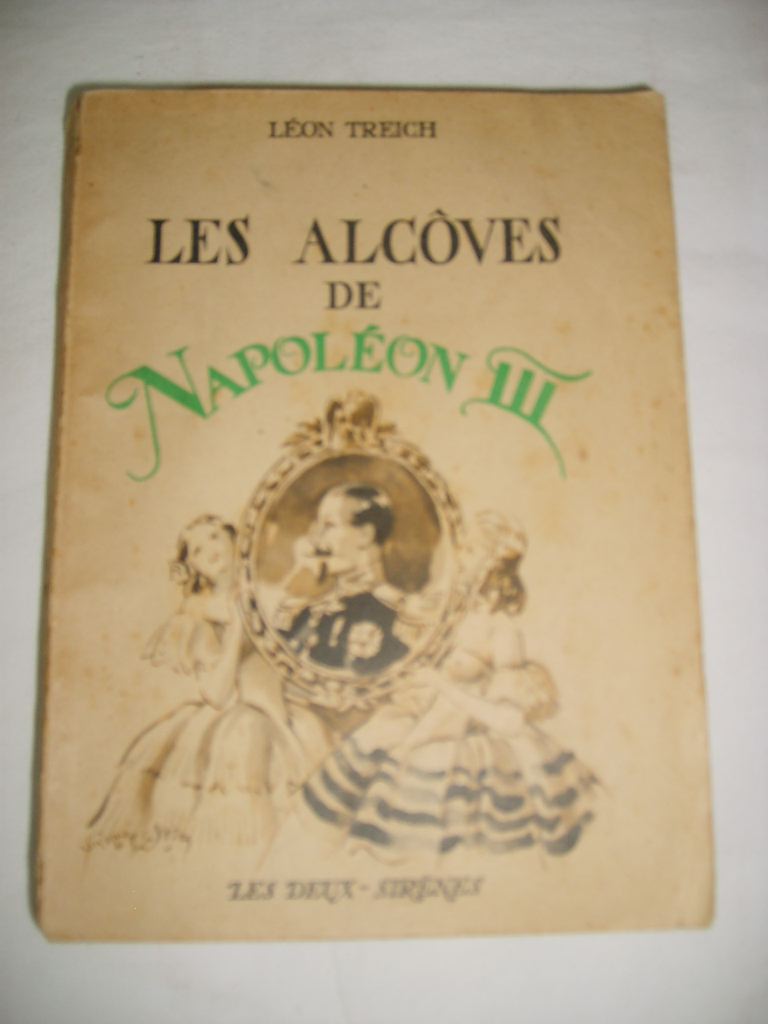 LÉON TREICH
LES ALCÔVES
DE
NAPOLÉON III
LES DEUX-SIRÈNES